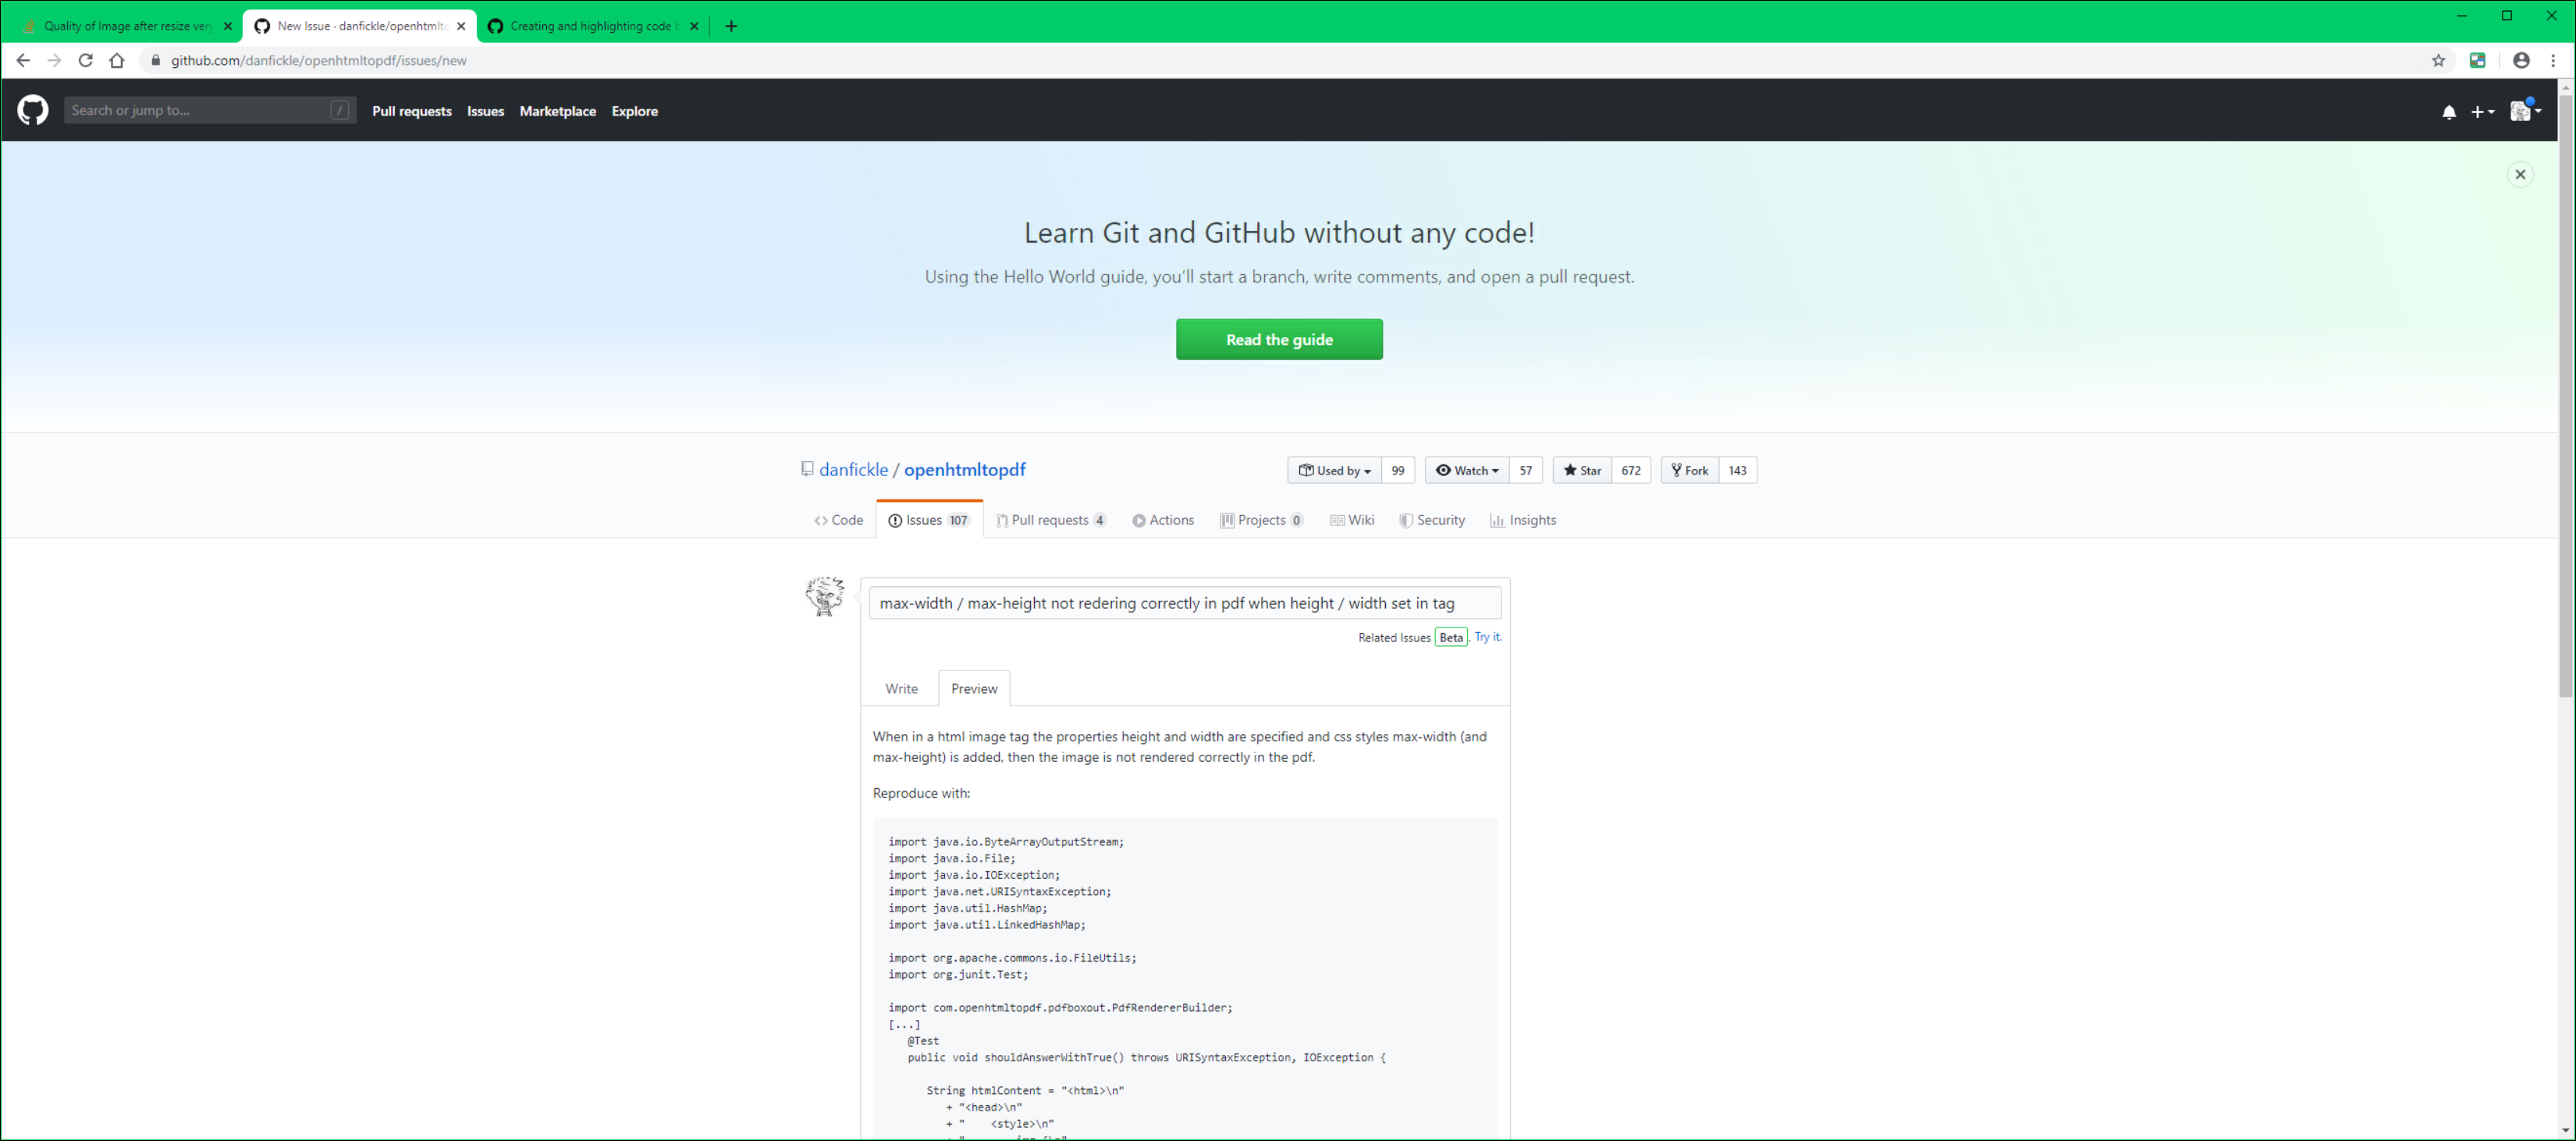 Quality of Image after resize very
New Issue · danfickle/openhtmlto
Creating and highlighting code b
github.com/danfickle/openhtmltopdf/issues/new
Search or jump to... /
Pull requests Issues Marketplace Explore
Learn Git and GitHub without any code!
Using the Hello World guide, you’ll start a branch, write comments, and open a pull request.
Read the guide
danfickle / openhtmltopdf
Used by 99 Watch 57 Star 672 Fork 143
Code Issues 107 Pull requests 4 Actions Projects 0 Wiki Security Insights
max-width / max-height not redering correctly in pdf when height / width set in tag
Related Issues Beta. Try it.
Write Preview
When in a html image tag the properties height and width are specified and css styles max-width (and
max-height) is added, then the image is not rendered correctly in the pdf.
Reproduce with:
import java.io.ByteArrayOutputStream;
import java.io.File;
import java.io.IOException;
import java.net.URISyntaxException;
import java.util.HashMap;
import java.util.LinkedHashMap;
import org.apache.commons.io.FileUtils;
import org.junit.Test;
import com.openhtmltopdf.pdfboxout.PdfRendererBuilder;
[...]
@Test
public void shouldAnswerWithTrue() throws URISyntaxException, IOException {
String htmlContent = "<html>\n"
+ "<head>\n"
+ "    <style>\n"